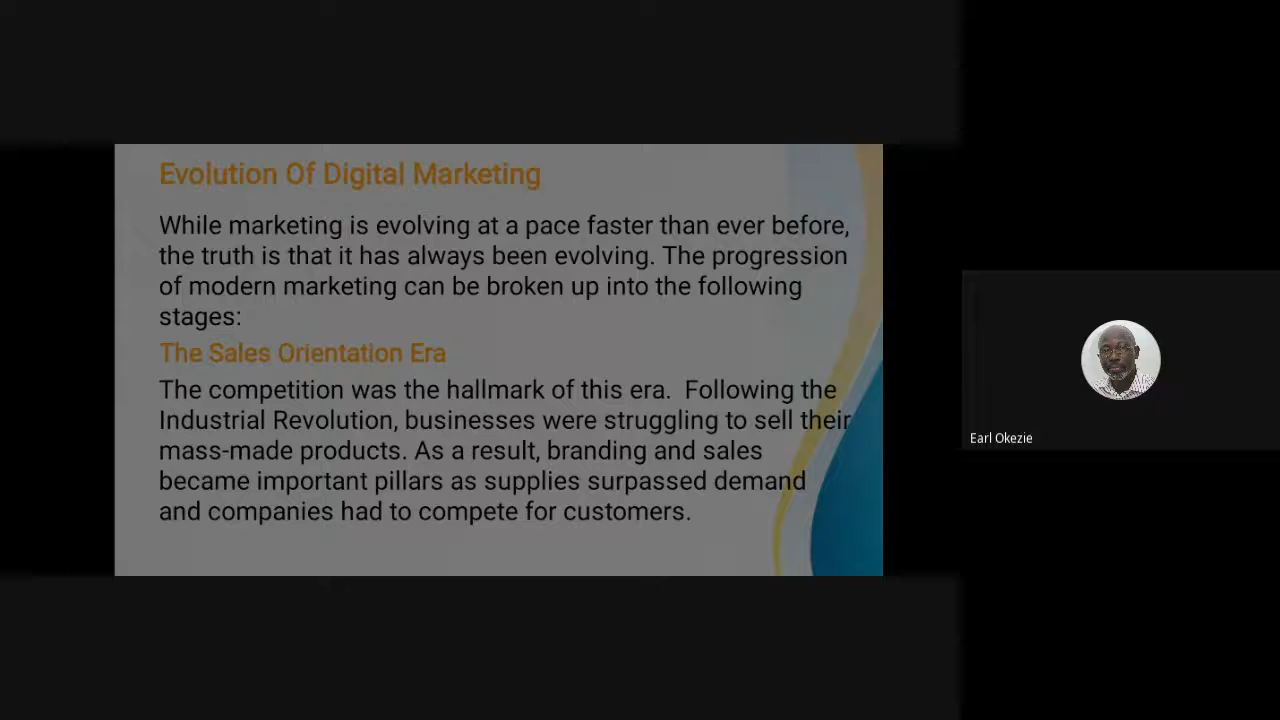 Evolution Of Digital Marketing
While marketing is evolving at a pace faster than ever before,
the truth is that it has always been evolving. The progression
of modern marketing can be broken up into the following
stages:
The Sales Orientation Era
The competition was the hallmark of this era.  Following the
Industrial Revolution, businesses were struggling to sell their
mass-made products. As a result, branding and sales
became important pillars as supplies surpassed demand
and companies had to compete for customers.
Earl Okezie